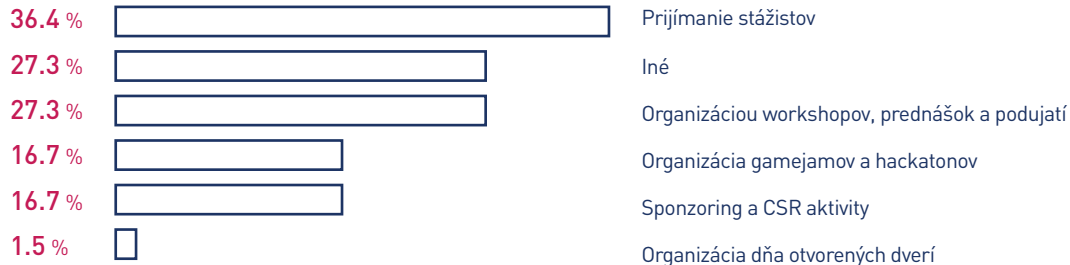 36.4 % Prijímanie stážistov
27.3 % Iné
27.3 % Organizáciou workshopov, prednášok a podujatí
16.7 % Organizácia gamejamov a hackatonov
16.7 % Sponzoring a CSR aktivity
1.5 % Organizácia dňa otvorených dverí